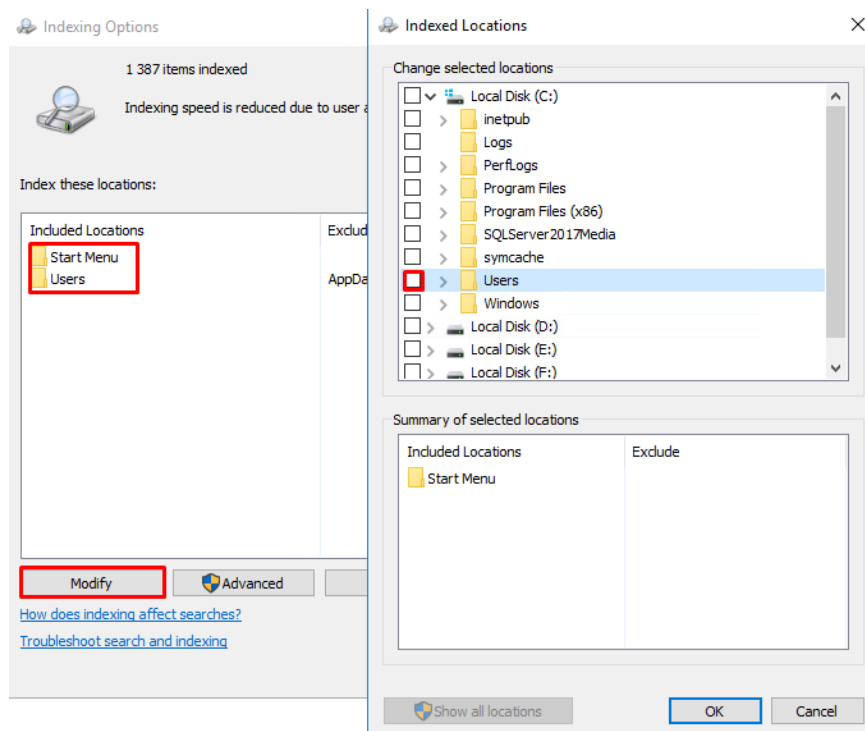 Indexing Options
1 387 items indexed
Indexing speed is reduced due to user a
Index these locations:
Included Locations Exclud
Start Menu
Users AppDa
Modify
Advanced
How does indexing affect searches?
Troubleshoot search and indexing
Indexed Locations
Change selected locations
Local Disk (C:)
inetpub
Logs
PerfLogs
Program Files
Program Files (x86)
SQLServer2017Media
symcache
Users
Windows
Local Disk (D:)
Local Disk (E:)
Local Disk (F:)
Summary of selected locations
Included Locations Exclude
Start Menu
Show all locations
OK
Cancel